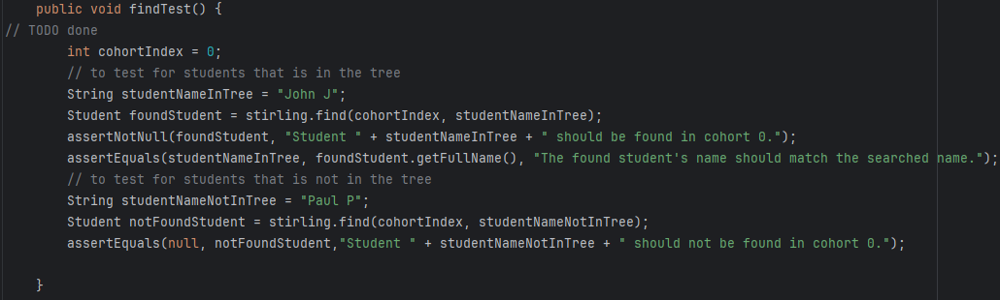 public void findTest() {
// TODO done
int cohortIndex = 0;
// to test for students that is in the tree
String studentNameInTree = "John J";
Student foundStudent = stirling.find(cohortIndex, studentNameInTree);
assertNotNull(foundStudent, "Student " + studentNameInTree + " should be found in cohort 0.");
assertEquals(studentNameInTree, foundStudent.getFullName(), "The found student's name should match the searched name.");
// to test for students that is not in the tree
String studentNameNotInTree = "Paul P";
Student notFoundStudent = stirling.find(cohortIndex, studentNameNotInTree);
assertEquals(null, notFoundStudent,"Student " + studentNameNotInTree + " should not be found in cohort 0.");
}